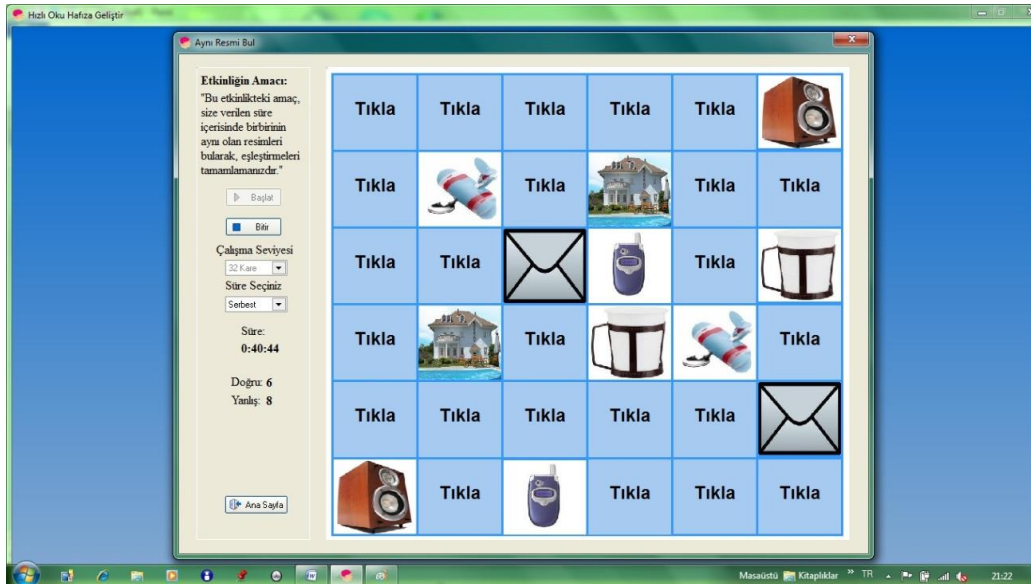 Hızlı Oku Hafıza Geliştir
Aynı Resmi Bul
Etkinliğin Amacı:
"Bu etkinlikteki amaç,
size verilen süre
içerisinde birbirinin
aynı olan resimleri
bularak, eşleştirmeleri
tamamlamanızdır."
Başlat
Bitir
Çalışma Seviyesi
32 Kare
Süre Seçiniz
Serbest
Süre:
0:40:44
Doğru: 6
Yanlış: 8
Ana Sayfa
Tıkla Tıkla Tıkla Tıkla Tıkla
Tıkla Tıkla Tıkla Tıkla
Tıkla Tıkla Tıkla
Tıkla Tıkla Tıkla
Tıkla Tıkla Tıkla Tıkla Tıkla
Tıkla Tıkla Tıkla Tıkla
Masaüstü Kitaplıklar » TR 21:22